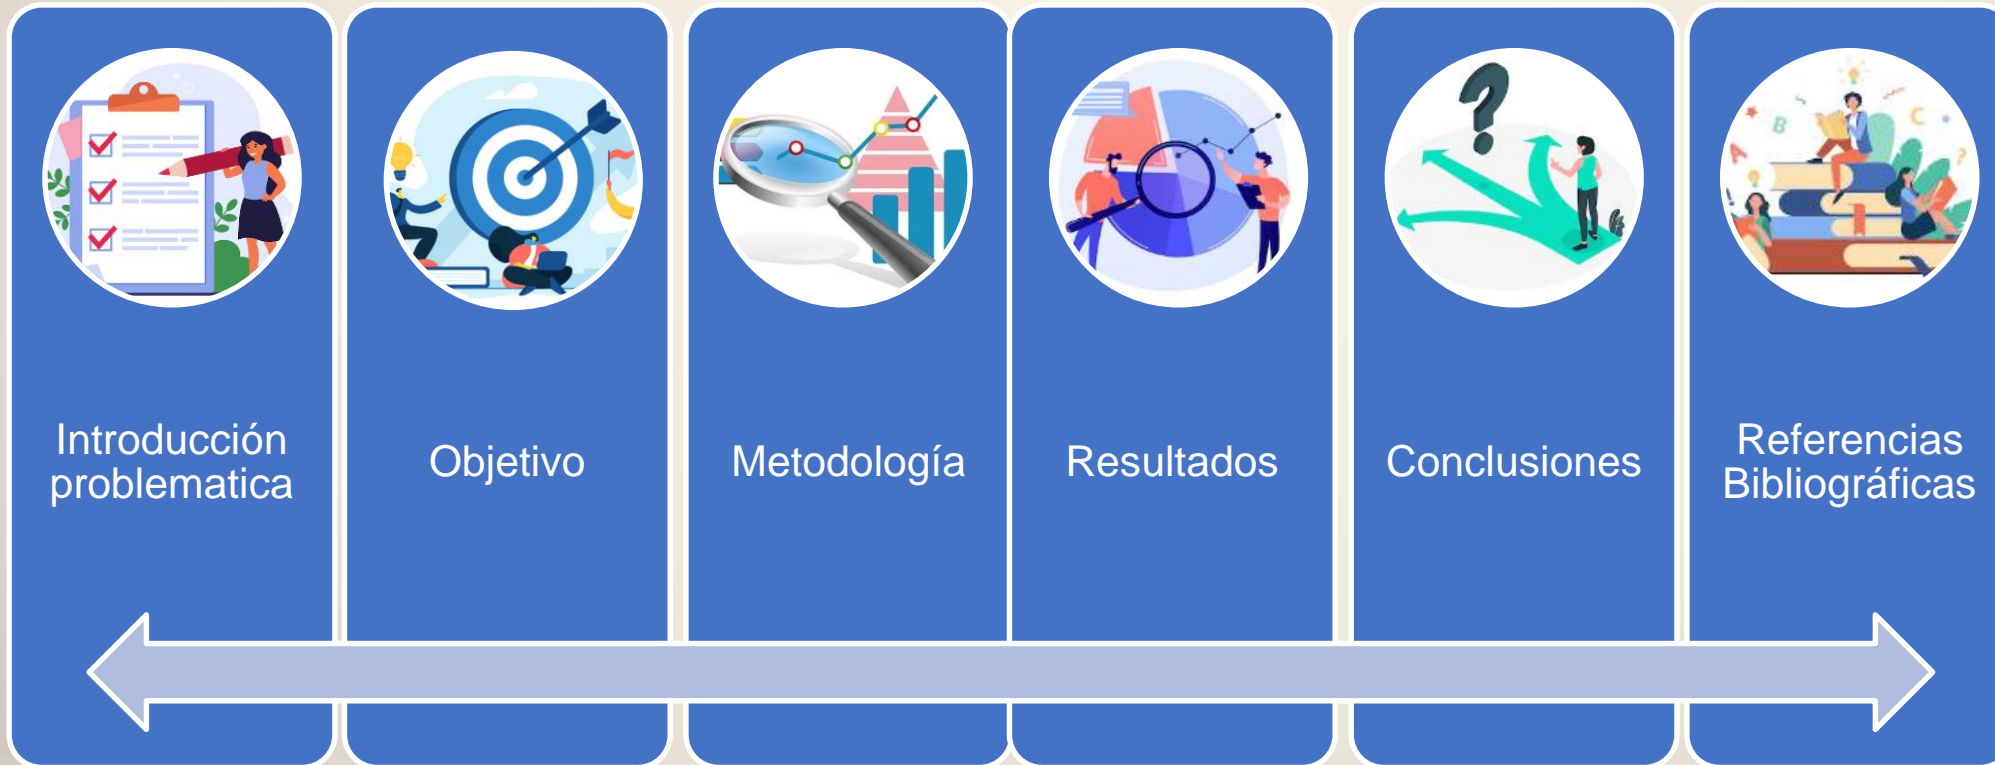 Introducción
problematica
Objetivo
Metodología
Resultados
Conclusiones
Referencias
Bibliográficas